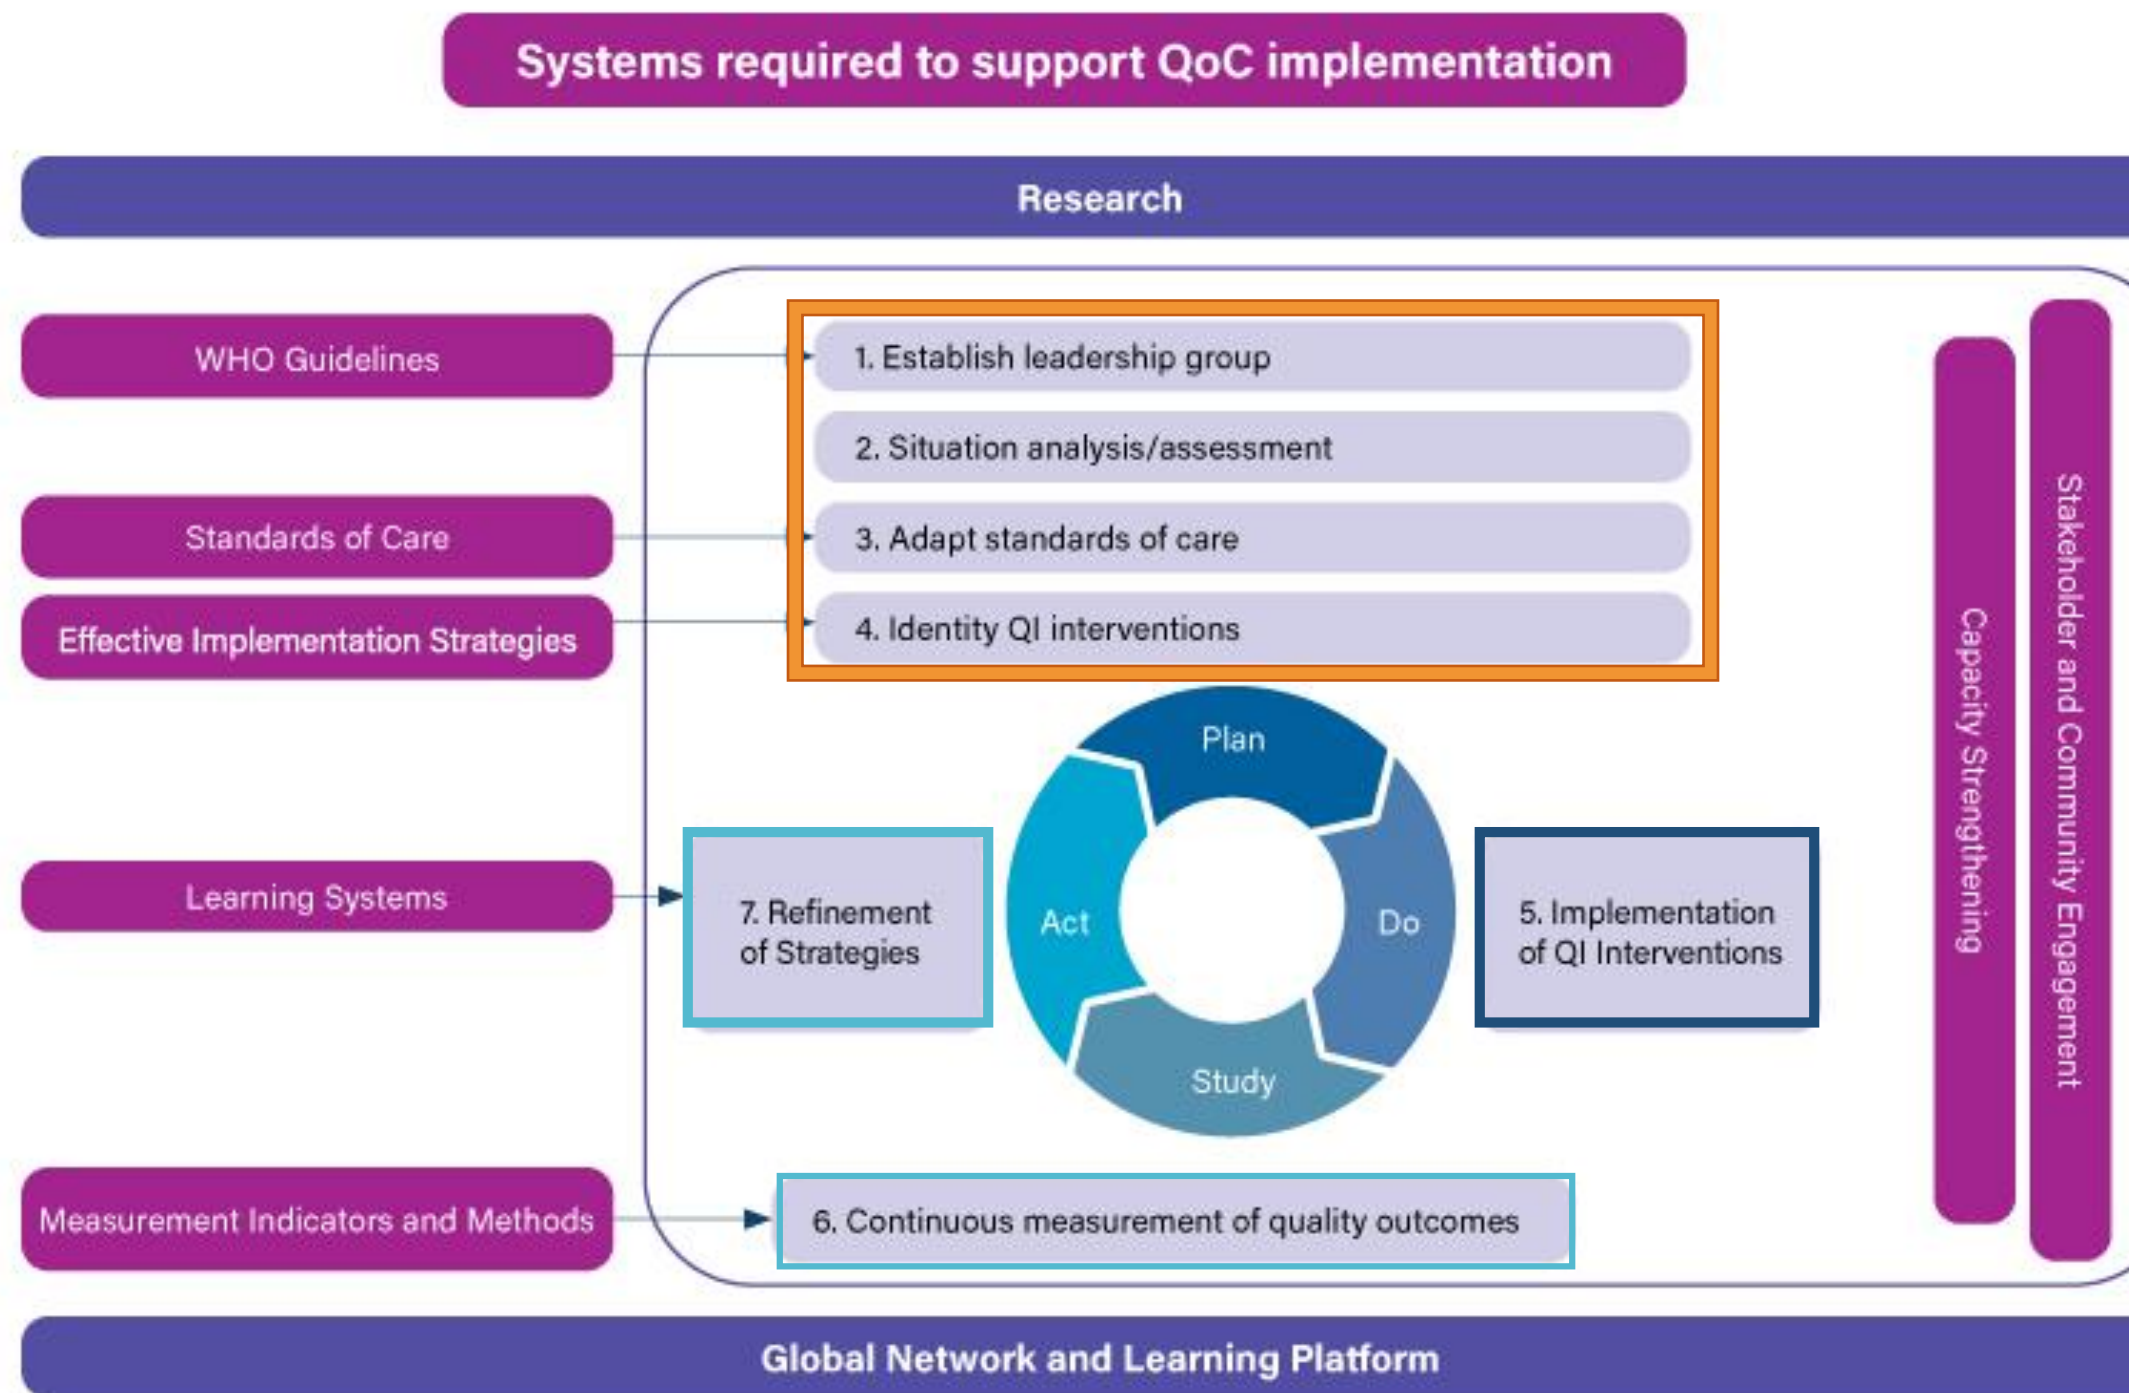 Systems required to support QoC implementation
Research
WHO Guidelines
1. Establish leadership group
2. Situation analysis/assessment
Standards of Care
3. Adapt standards of care
Effective Implementation Strategies
4. Identity QI interventions
Plan
Learning Systems
7. Refinement
of Strategies
Act
Do
5. Implementation
of QI Interventions
Study
Measurement Indicators and Methods
6. Continuous measurement of quality outcomes
Capacity Strengthening
Stakeholder and Community Engagement
Global Network and Learning Platform